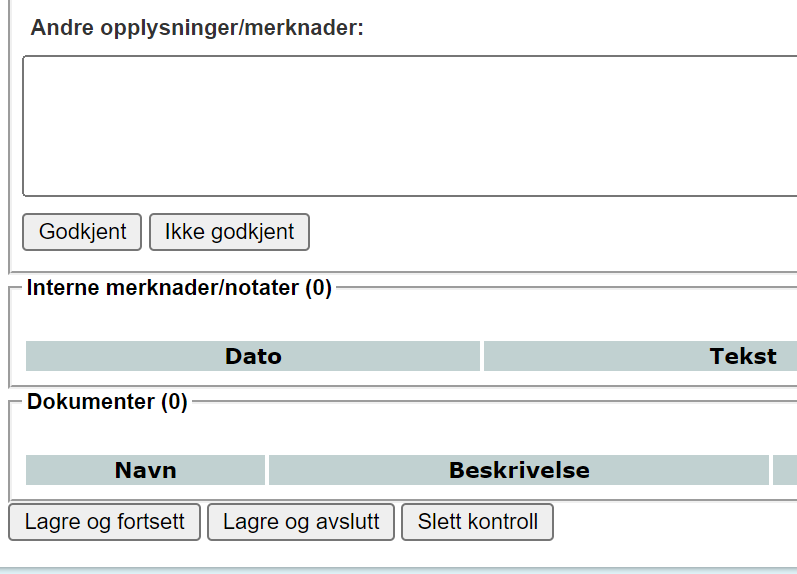 Andre opplysninger/merknader:
Godkjent Ikke godkjent
Interne merknader/notater (0)
Dato Tekst
Dokumenter (0)
Navn Beskrivelse
Lagre og fortsett Lagre og avslutt Slett kontroll